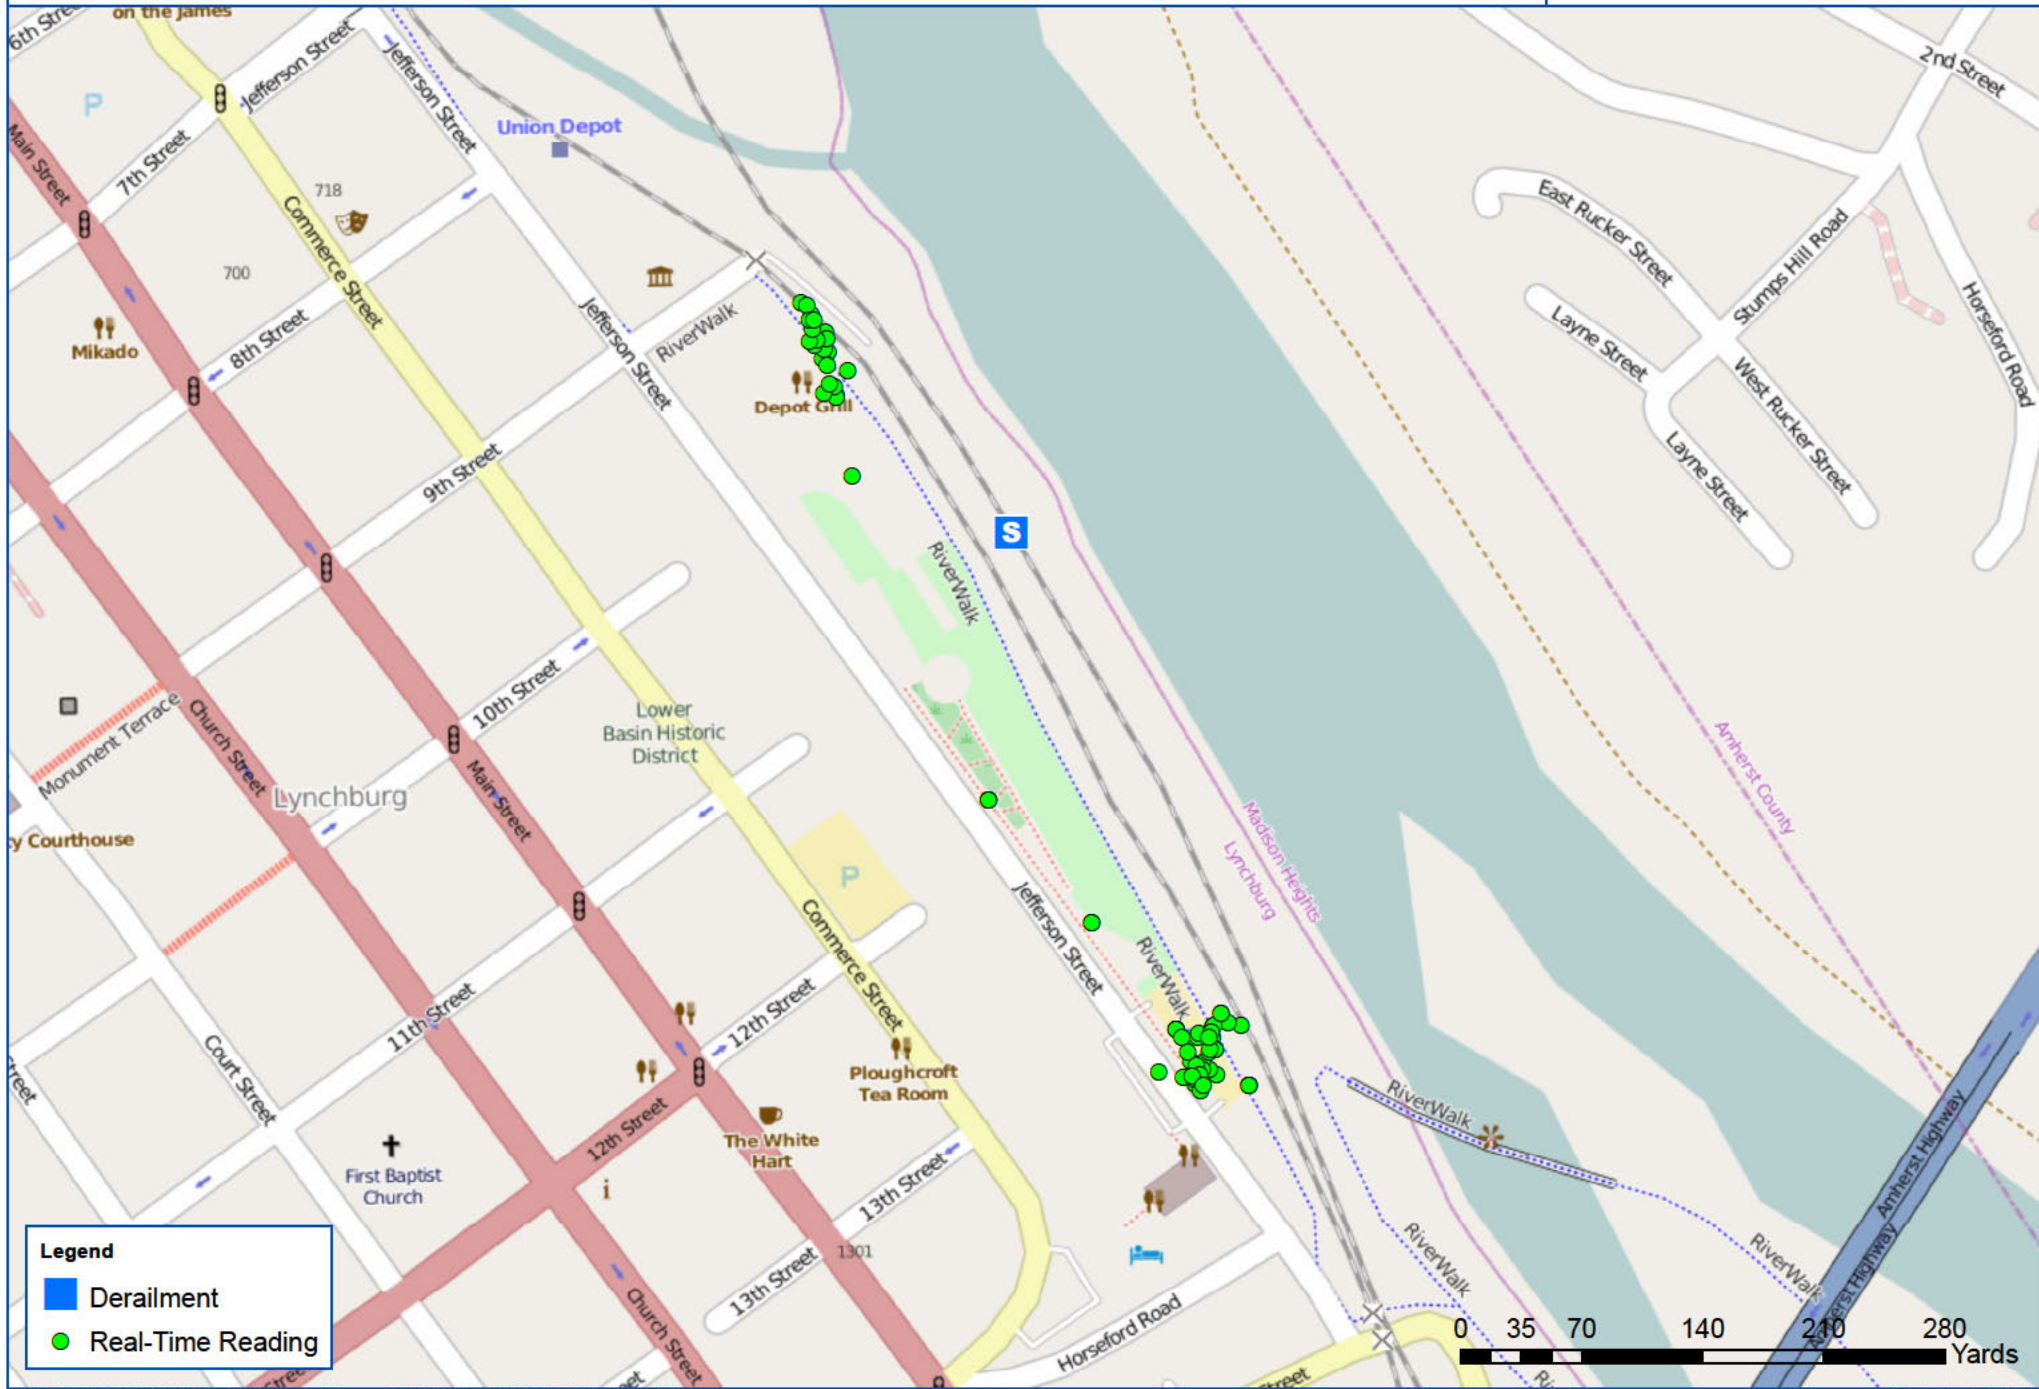 on the James
6th Stre
Jefferson Street
Jefferson Street
2nd Street
P
Union Depot
Main Street
7th Street
718
Commerce Street
East Rucker Street
Stumps Hill Road
Horseford Road
700
Mikado
8th Street
Jefferson Street
RiverWalk
Layne Street
West Rucker Street
Depot Grill
Layne Street
9th Street
S
RiverWalk
10th Street
Lower
Basin Historic
District
Monument Terrace
Church Street
Main Street
Lynchburg
Amherst County
Madison Heights
Lynchburg
y Courthouse
P
Commerce Street
Jefferson Street
RiverWalk
11th Street
12th Street
Court Street
treet
Ploughcroft
Tea Room
RiverWalk
Amherst Highway
12th Street
The White
Hart
First Baptist
Church
i
13th Street
1301
13th Street
RiverWalk
RiverWalk
Amherst Highway
Church Street
Horseford Road
Legend
Derailment
Real-Time Reading
0 35 70 140 210 280
Yards
Stree
eet
treet
Ri